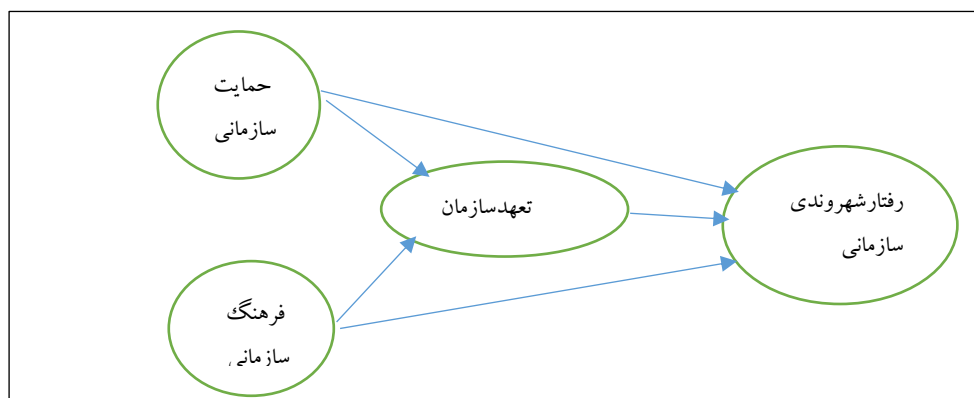 حمایت
سازمانی
تعهدسازمان
رفتارشهروندی
سازمانی
فرهنگ
سازمانی